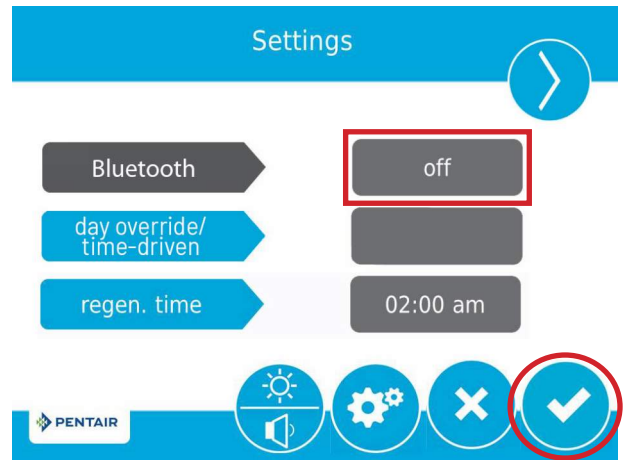 Settings
Bluetooth
off
day override/
time-driven
regen. time
02:00 am
PENTAIR